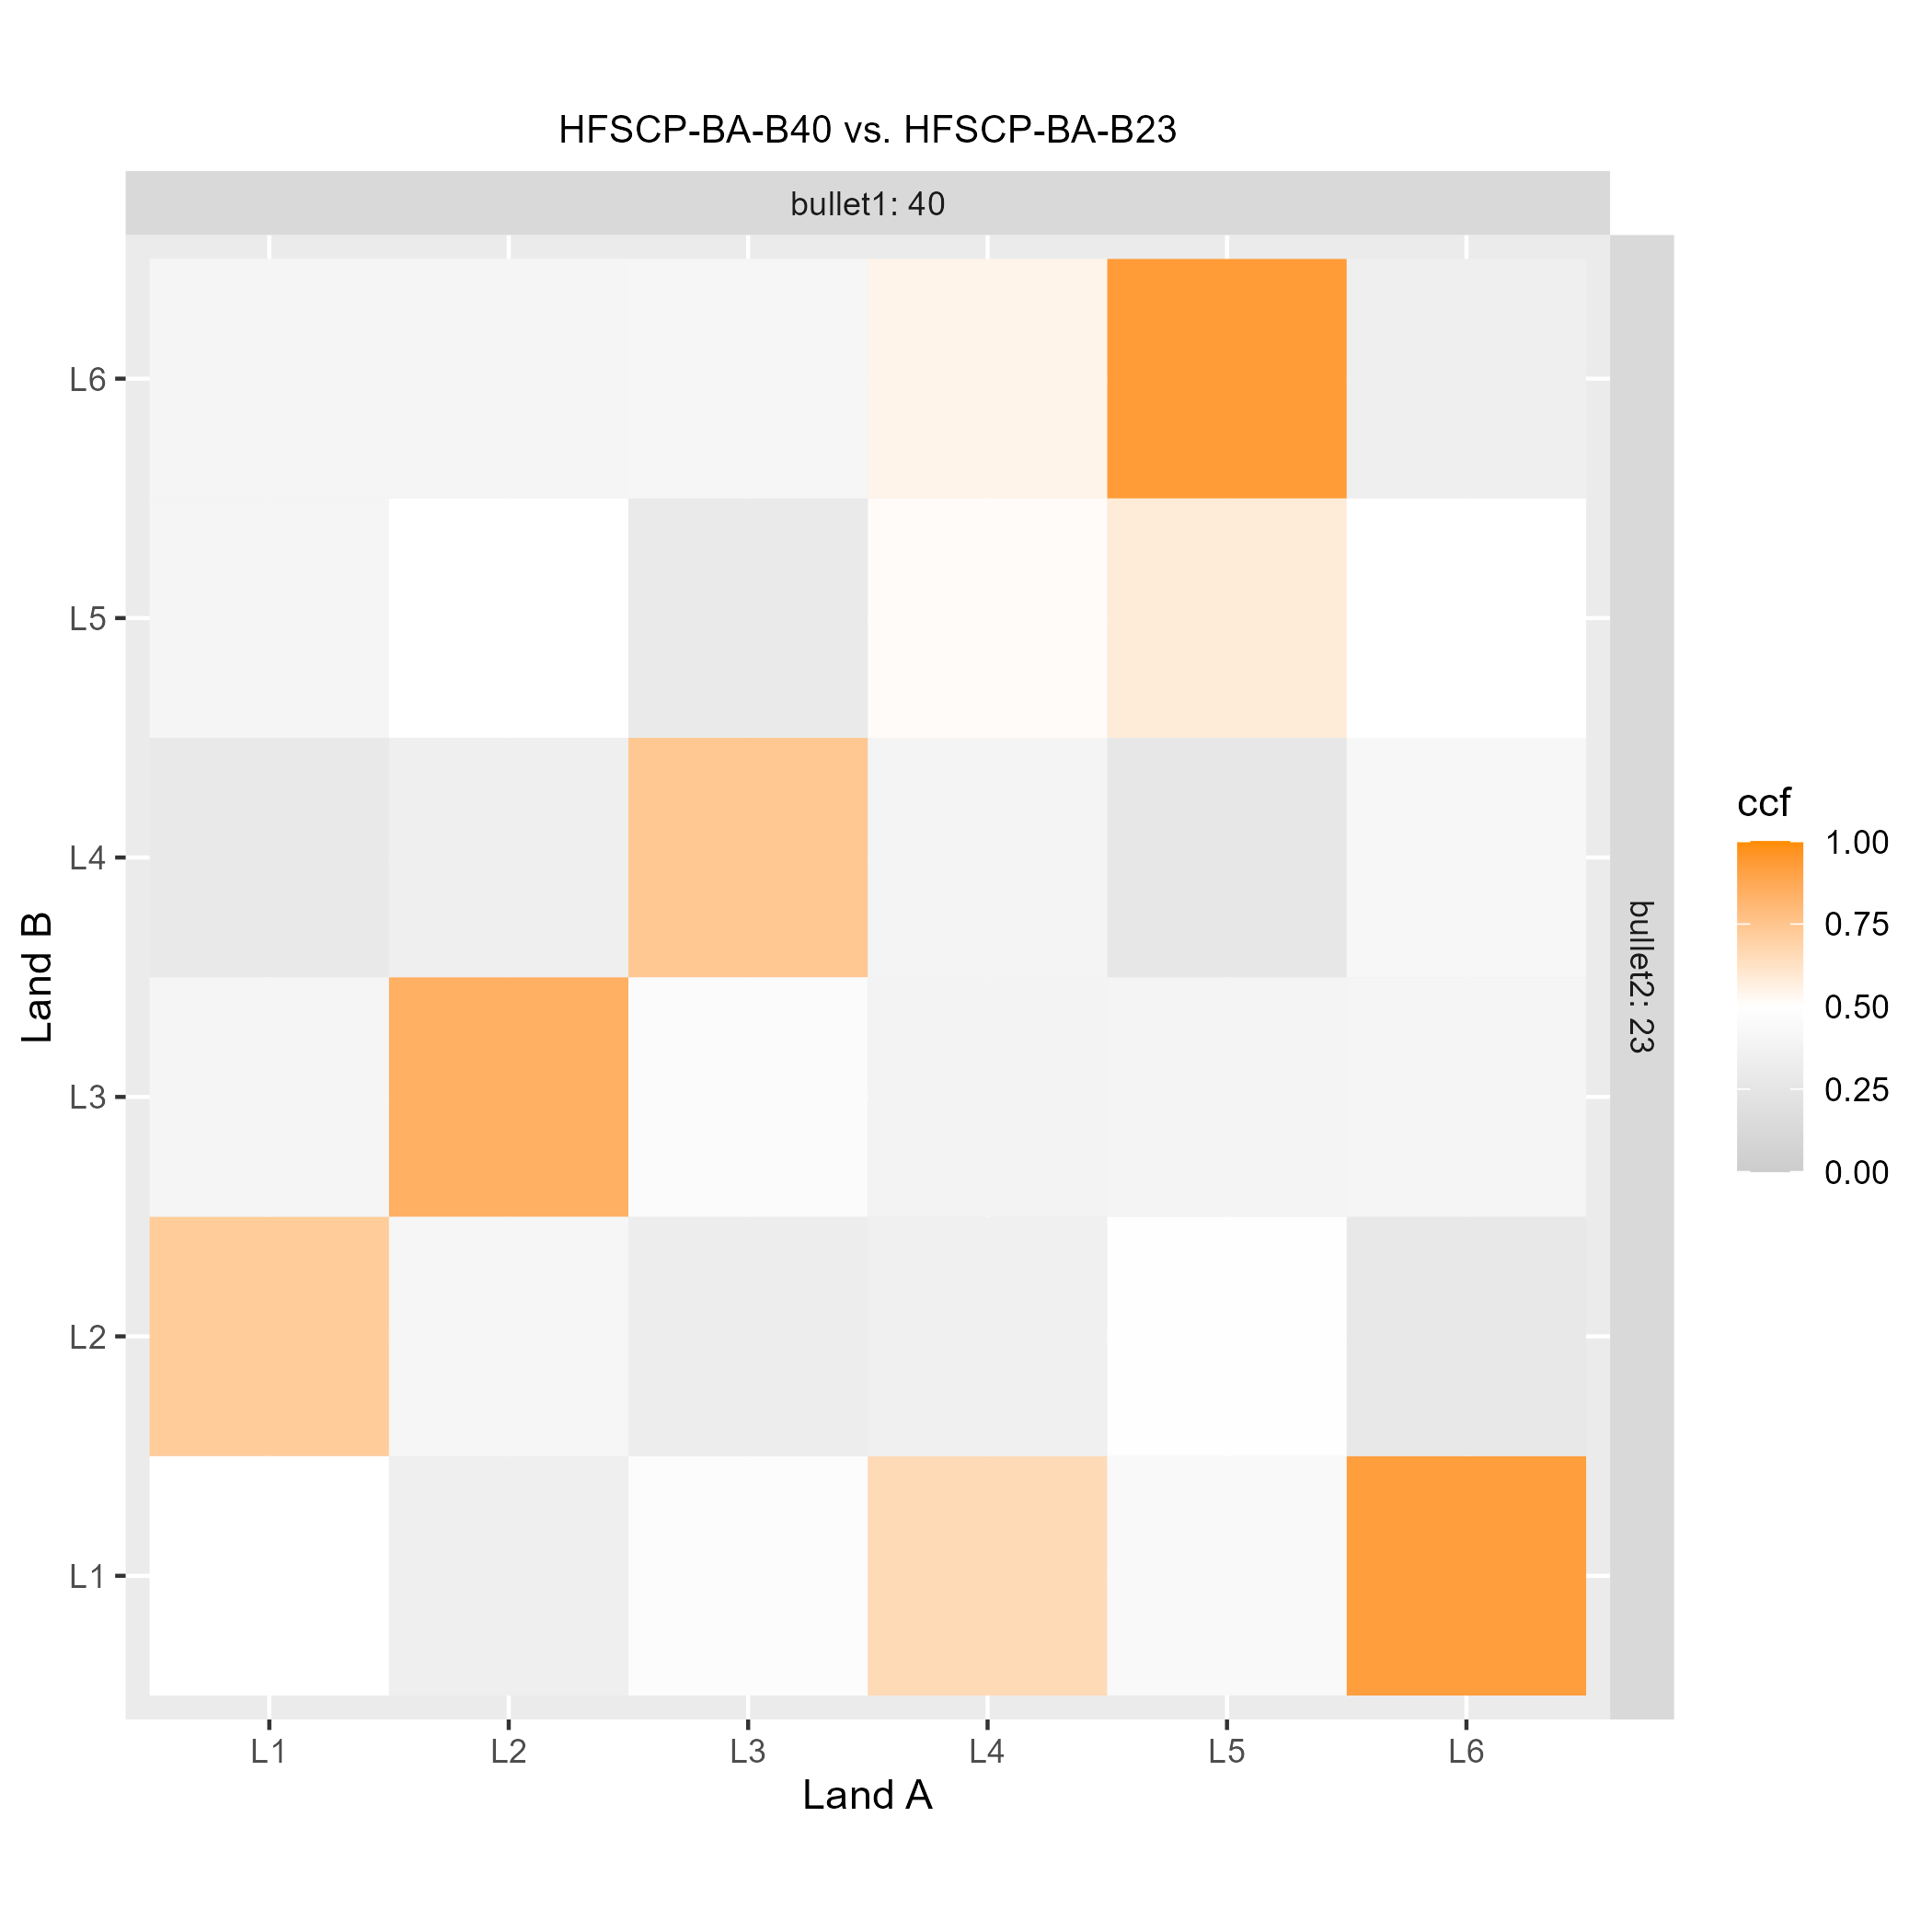 HFSCP-BA-B40 vs. HFSCP-BA-B23
bullet1: 40
L6
L5
L4
L3
L2
L1
Land B
bullet2: 23
L1 L2 L3 L4 L5 L6
Land A
ccf
1.00
0.75
0.50
0.25
0.00